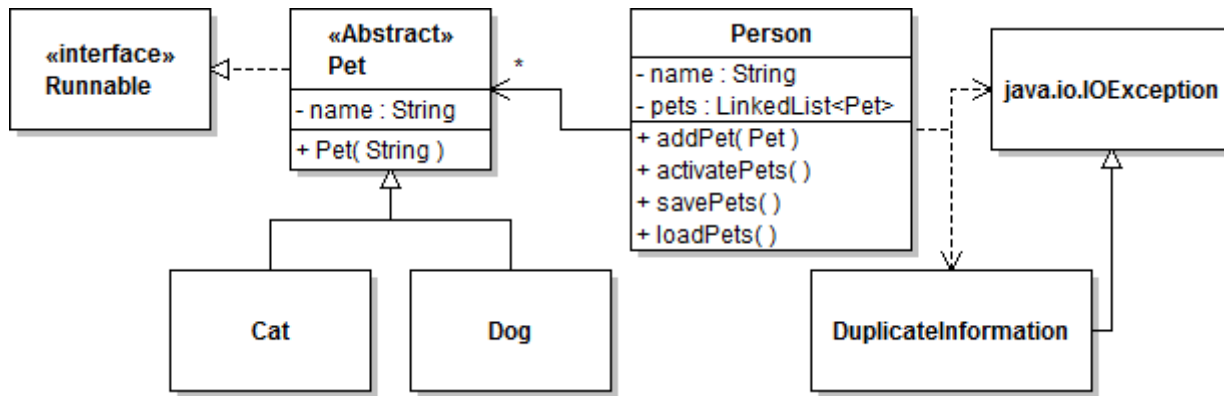 «interface»
Runnable
«Abstract»
Pet
- name : String
+ Pet( String )
*
Person
- name : String
- pets : LinkedList<Pet>
+ addPet( Pet )
+ activatePets( )
+ savePets( )
+ loadPets( )
java.io.IOException
Cat
Dog
DuplicateInformation